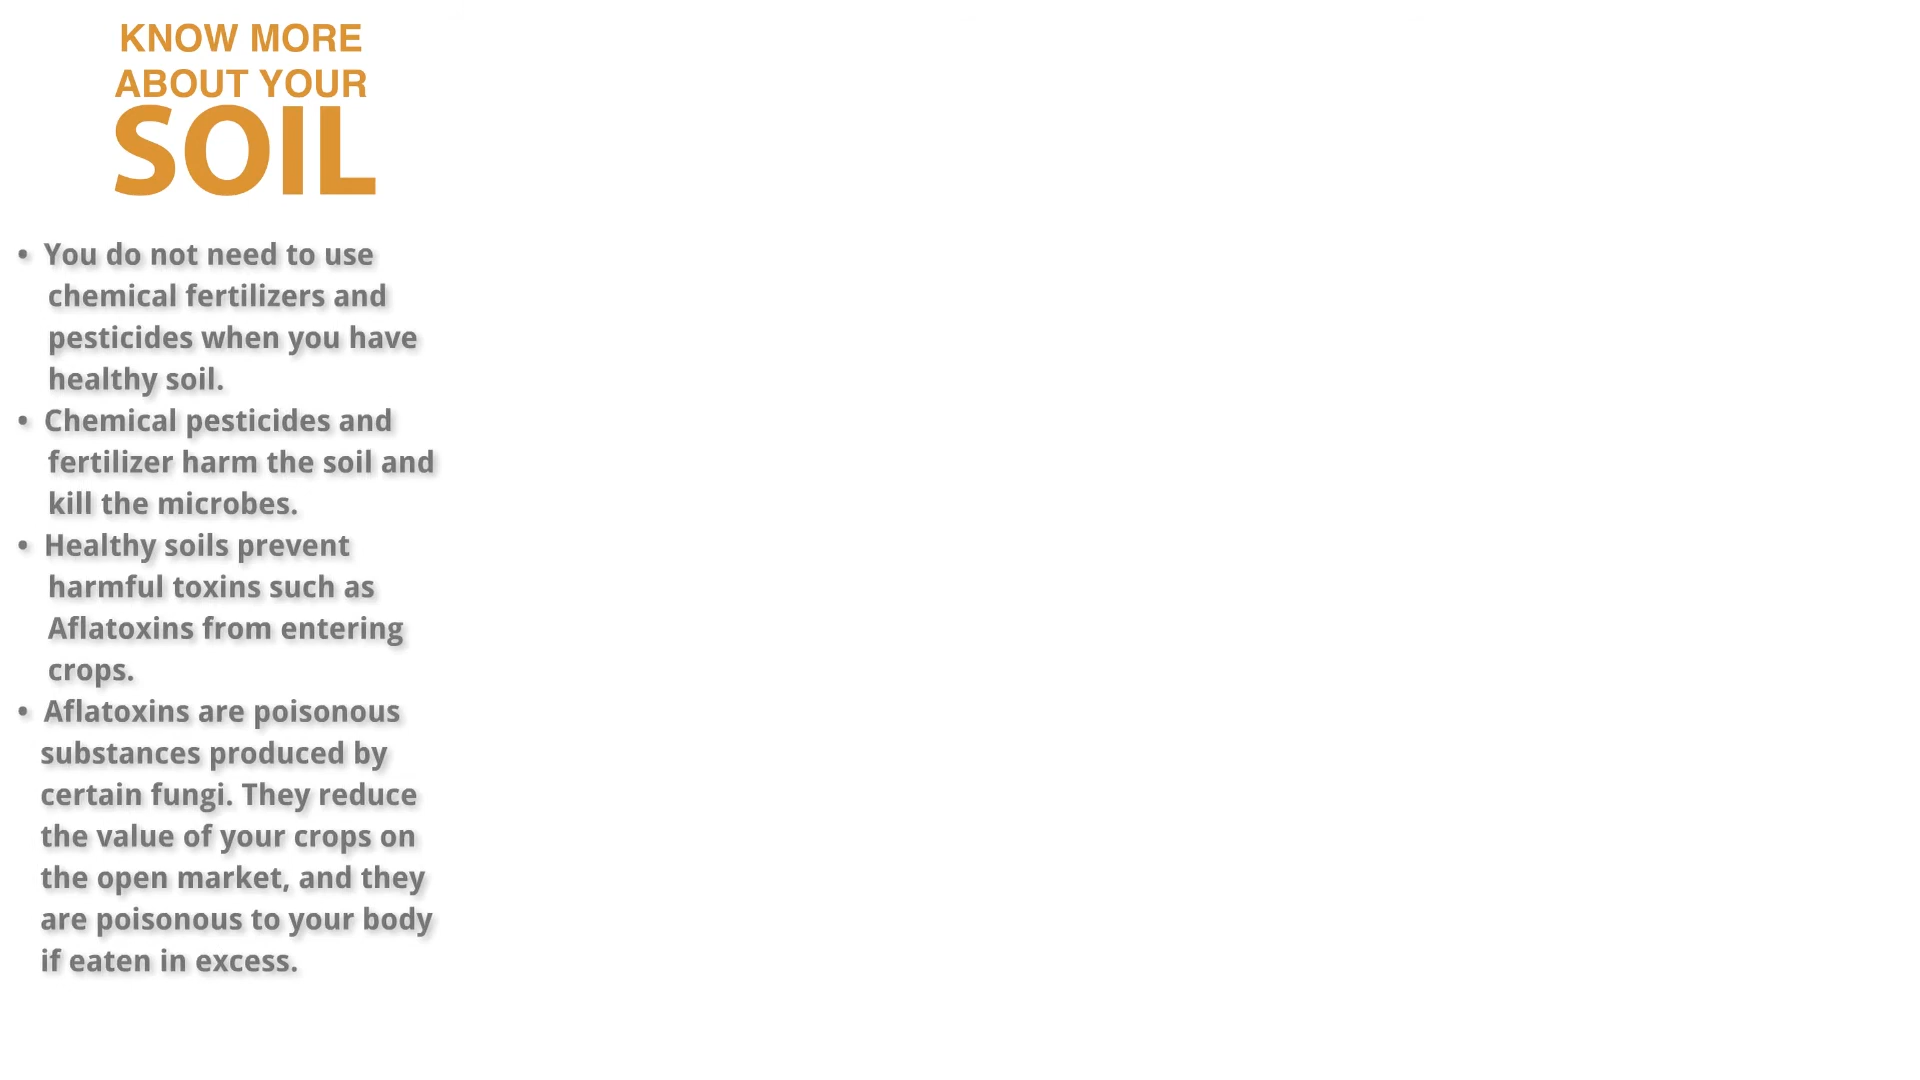 KNOW MORE
ABOUT YOUR
SOIL
• You do not need to use
chemical fertilizers and
pesticides when you have
healthy soil.
• Chemical pesticides and
fertilizer harm the soil and
kill the microbes.
• Healthy soils prevent
harmful toxins such as
Aflatoxins from entering
crops.
• Aflatoxins are poisonous
substances produced by
certain fungi. They reduce
the value of your crops on
the open market, and they
are poisonous to your body
if eaten in excess.